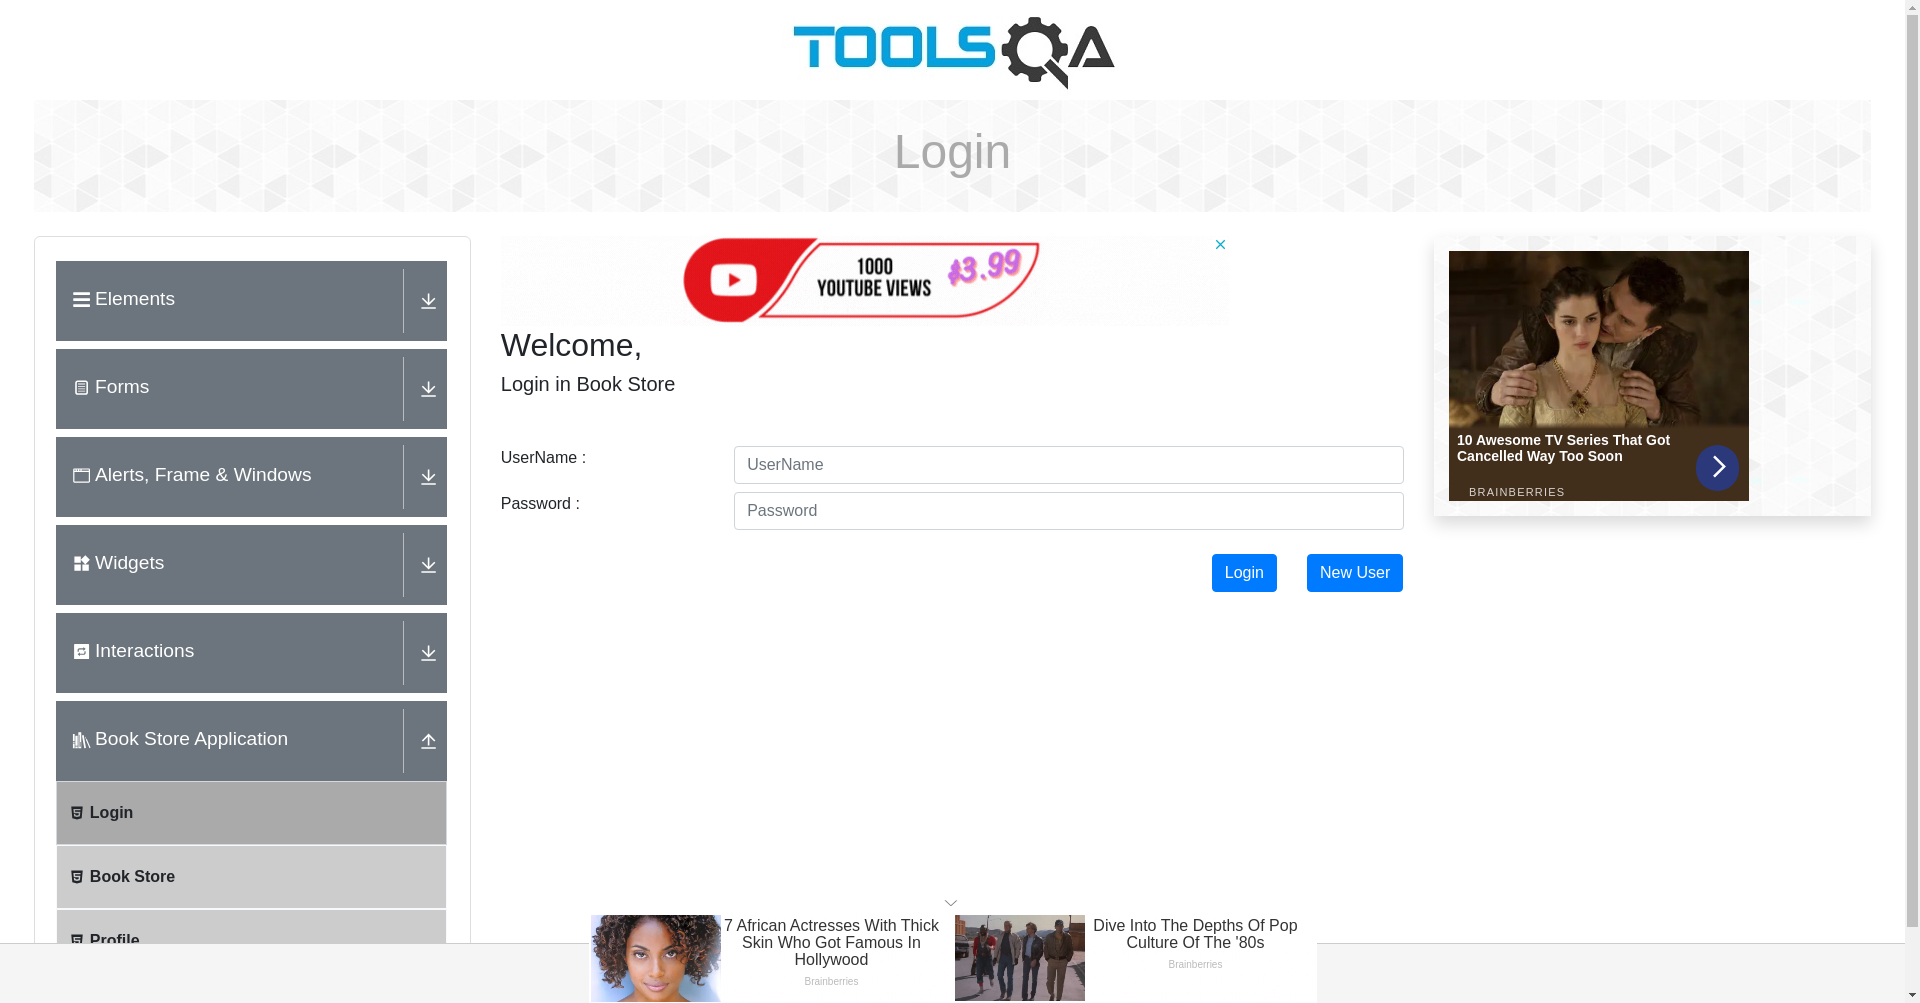 TOOLSQA
Login
Elements
Forms
Alerts, Frame & Windows
Widgets
Interactions
Book Store Application
Login
Book Store
Profile
1000
YOUTUBE VIEWS
$3.99
Welcome,
Login in Book Store
UserName :
UserName
Password :
Password
Login
New User
10 Awesome TV Series That Got
Cancelled Way Too Soon
BRAINBERRIES
7 African Actresses With Thick
Skin Who Got Famous In
Hollywood
Brainberries
Dive Into The Depths Of Pop
Culture Of The '80s
Brainberries